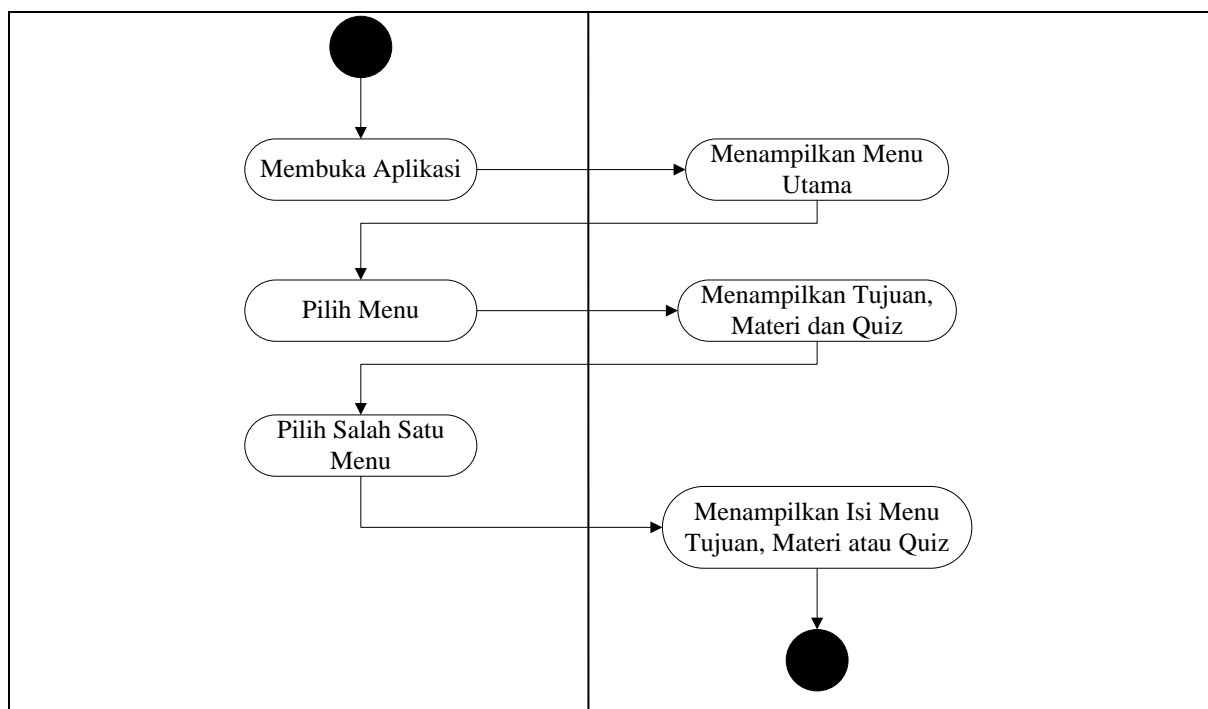 Membuka Aplikasi
Menampilkan Menu
Utama
Pilih Menu
Menampilkan Tujuan,
Materi dan Quiz
Pilih Salah Satu
Menu
Menampilkan Isi Menu
Tujuan, Materi atau Quiz